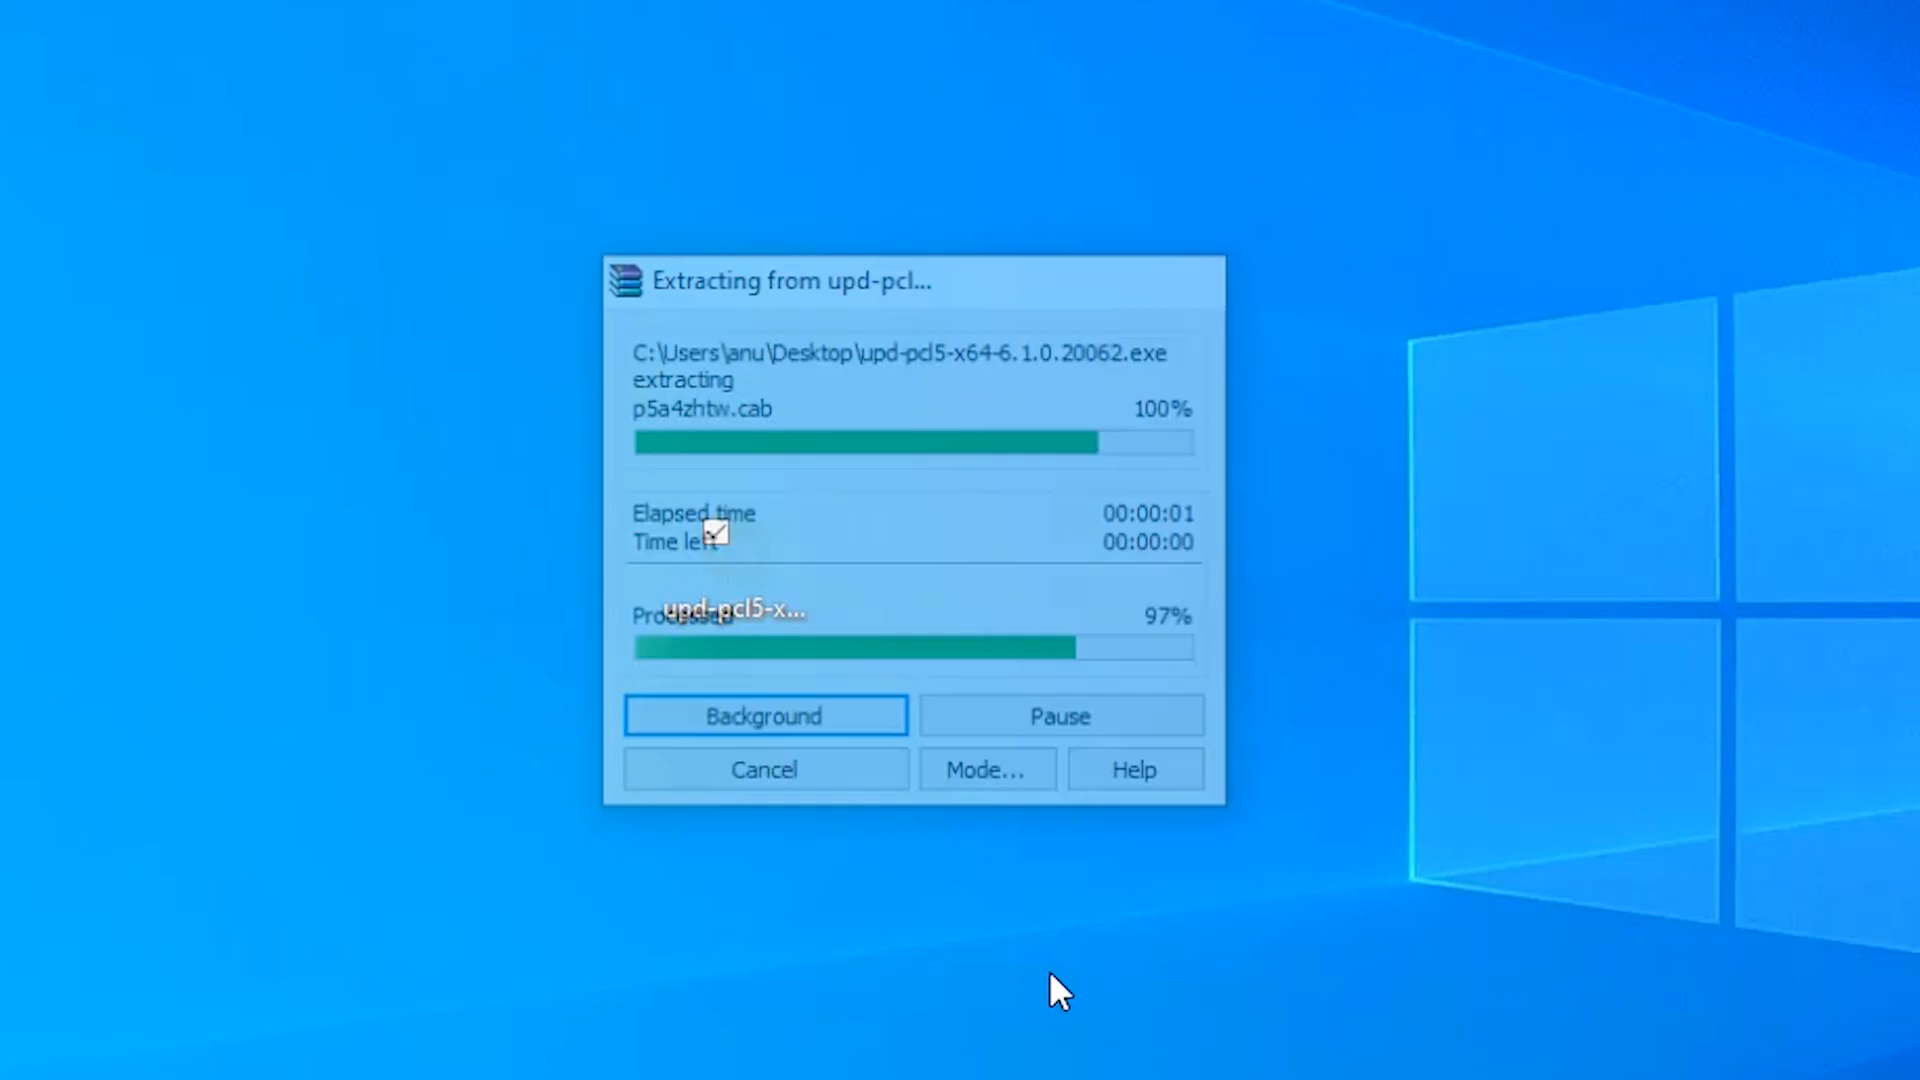 Extracting from upd-pcl...
C:\Users\anu\Desktop\upd-pcl5-x64-6.1.0.20062.exe
extracting
p5a4zhtw.cab 100%
Elapsed time 00:00:01
Time left 00:00:00
upd-pcl5-x...
Processed 97%
Background Pause
Cancel Mode... Help